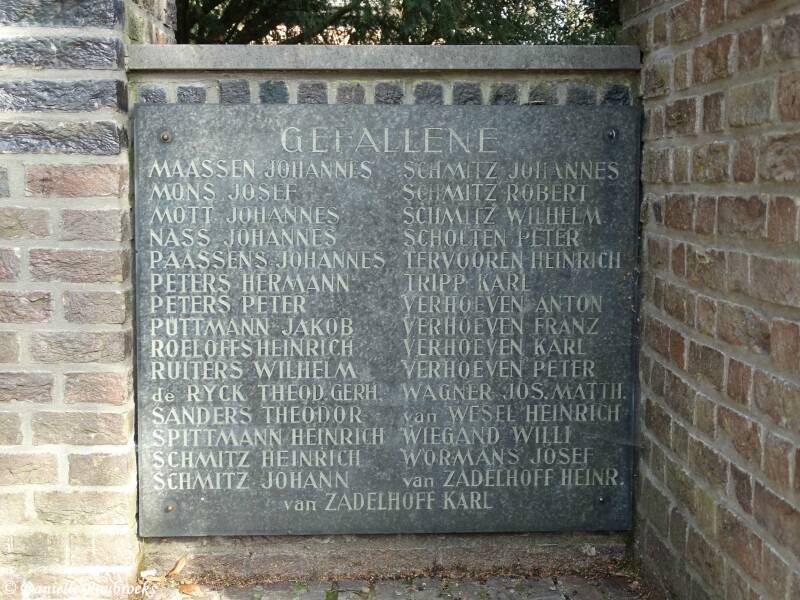 GEFALLENE
MAASSEN JOHANNES
MONS JOSEF
MOTT JOHANNES
NASS JOHANNES
PAASSENS JOHANNES
PETERS HERMANN
PETERS PETER
PÜTTMANN JAKOB
ROELOFFS HEINRICH
RUITERS WILHELM
de RYCK THEOD. GERH.
SANDERS THEODOR
SPITTMANN HEINRICH
SCHMITZ HEINRICH
SCHMITZ JOHANN
SCHMITZ JOHANNES
SCHMITZ ROBERT
SCHMITZ WILHELM
SCHOLTEN PETER
TERVOOREN HEINRICH
TRIPP KARL
VERHOEVEN ANTON
VERHOEVEN FRANZ
VERHOEVEN KARL
VERHOEVEN PETER
WAGNER JOS. MATTH.
van WESEL HEINRICH
WIEGAND WILLI
WORMANS JOSEF
van ZADELHOFF HEINR.
van ZADELHOFF KARL
©